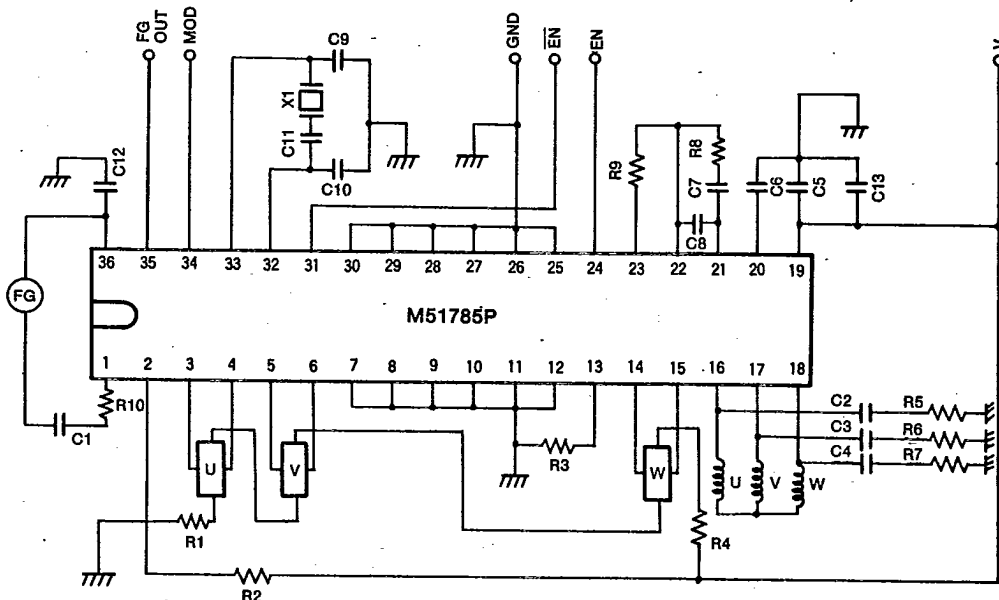 FG OUT
MOD
GND
EN
EN
C9
X1
C11
C10
C12
R9
R8
C7
C8
C6
C5
C13
36 35 34 33 32 31 30 29 28 27 26 25 24 23 22 21 20 19
FG
M51785P
1 2 3 4 5 6 7 8 9 10 11 12 13 14 15 16 17 18
R10
C1
C2 R5
C3 R6
C4 R7
U V W
U V W
R3
R1
R4
R2